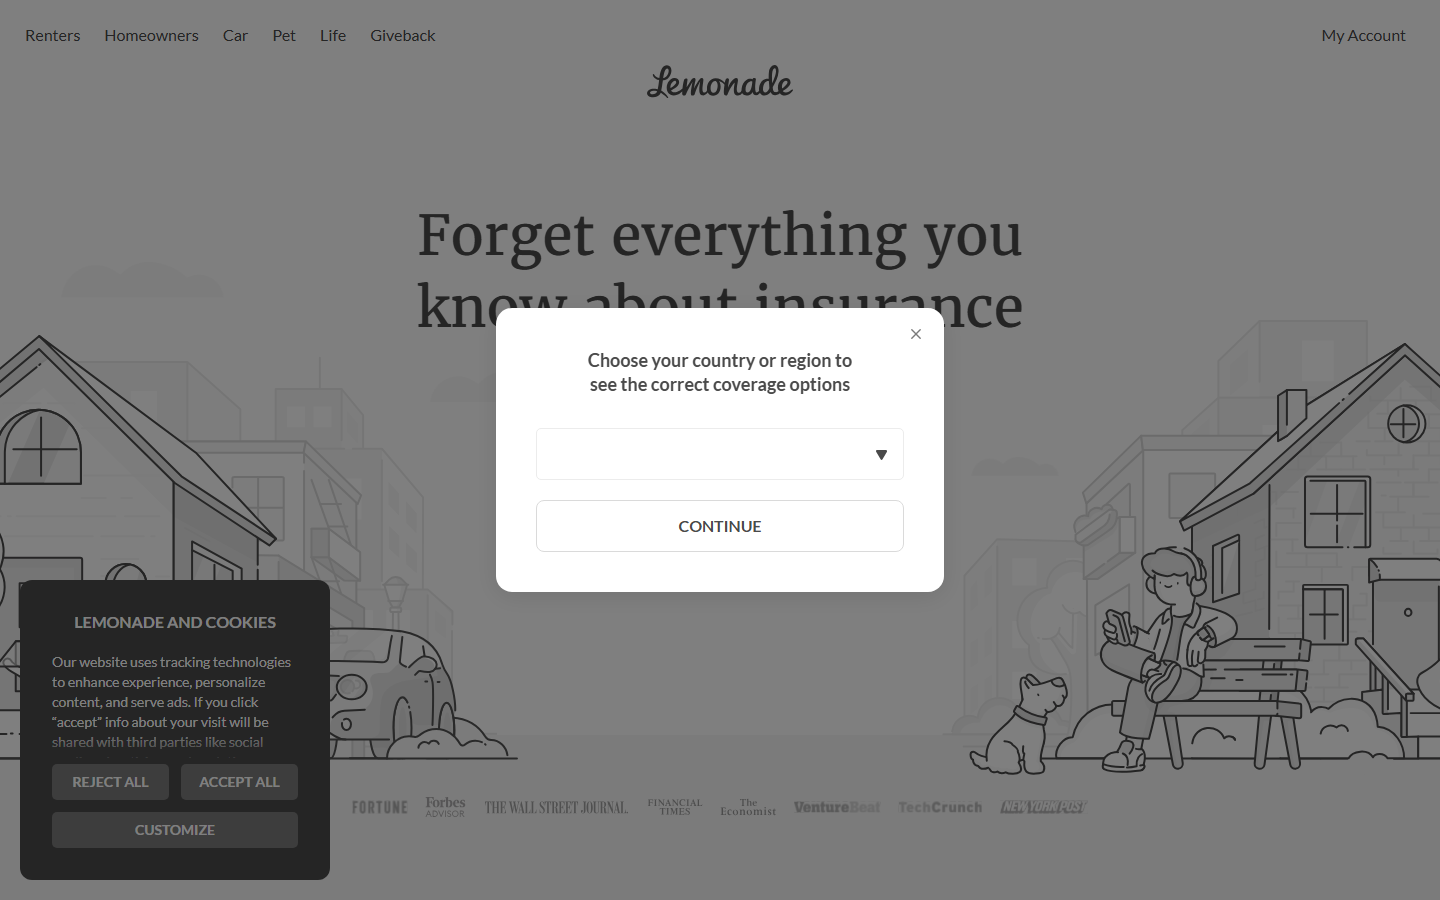 Renters Homeowners Car Pet Life Giveback My Account
Lemonade
Forget everything you
know about insurance
Choose your country or region to
see the correct coverage options
CONTINUE
LEMONADE AND COOKIES
Our website uses tracking technologies
to enhance experience, personalize
content, and serve ads. If you click
“accept” info about your visit will be
shared with third parties like social
REJECT ALL ACCEPT ALL
CUSTOMIZE
FORTUNE
Forbes
ADVISOR
THE WALL STREET JOURNAL.
FINANCIAL
TIMES
The
Economist
VentureBeat
TechCrunch
NEW YORK POST